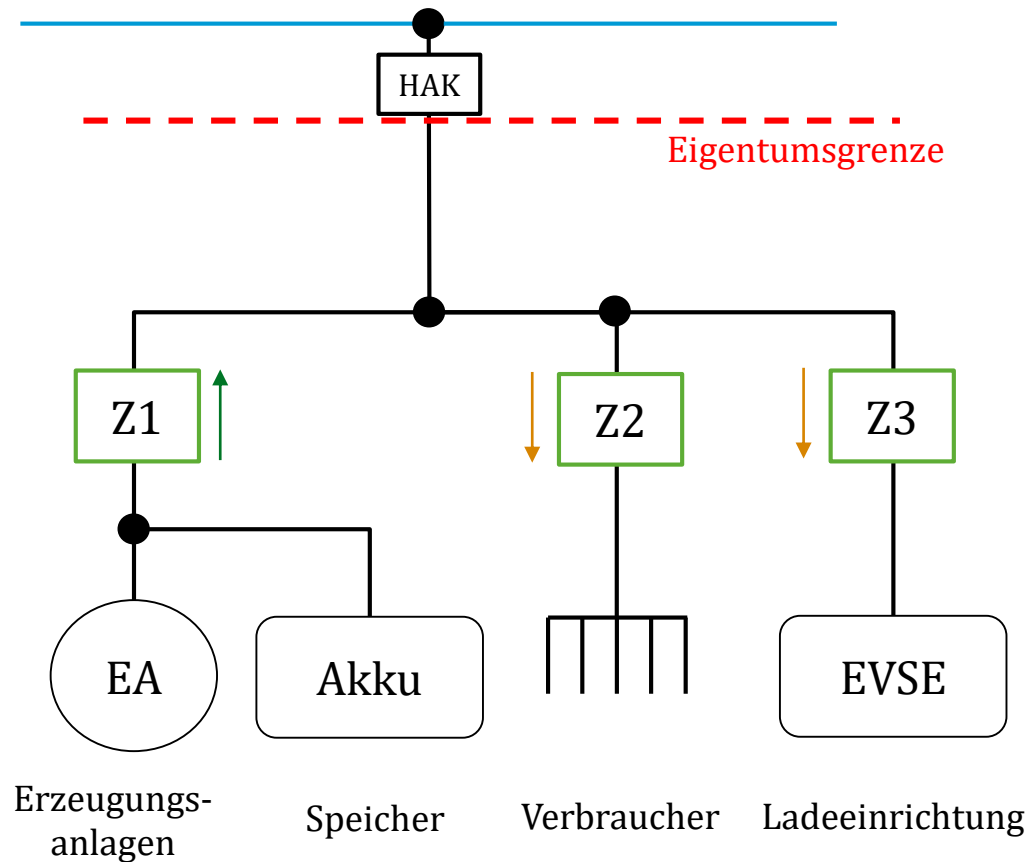 HAK
Eigentumsgrenze
Z1
Z2
Z3
EA
Akku
EVSE
Erzeugungs-
anlagen
Speicher
Verbraucher
Ladeeinrichtung